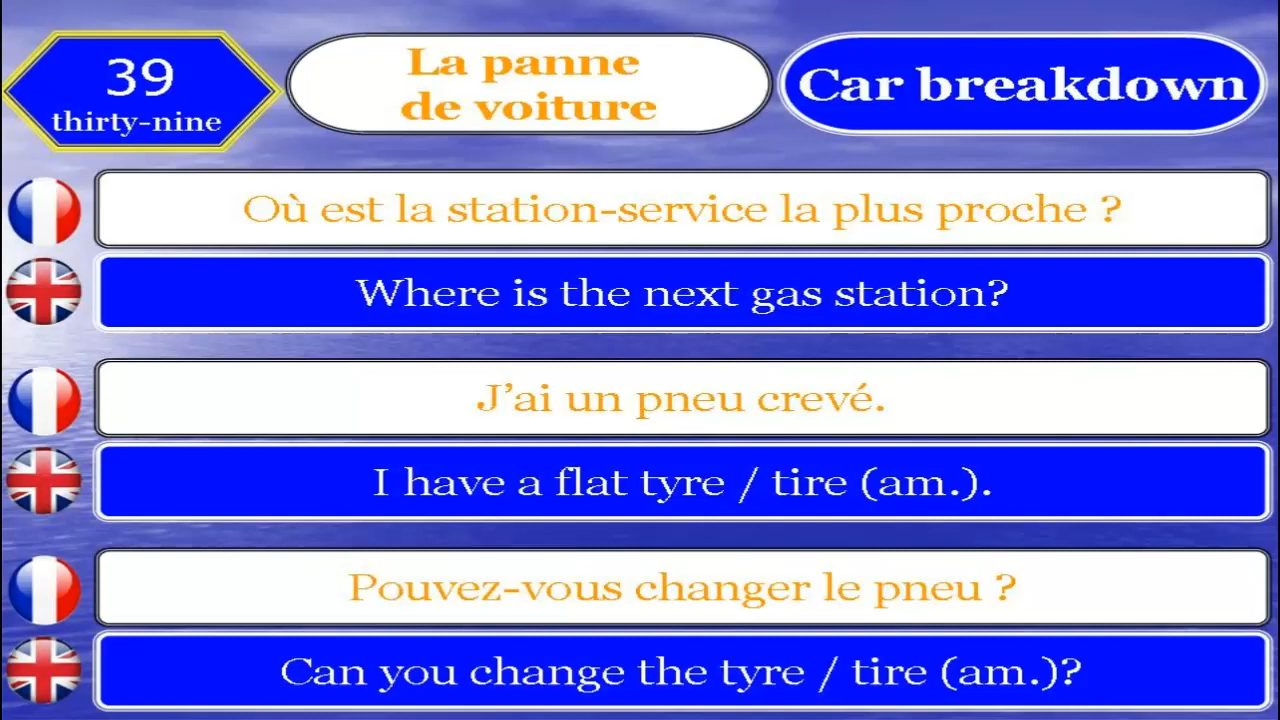 39
thirty-nine
La panne
de voiture
Car breakdown
Où est la station-service la plus proche ?
Where is the next gas station?
J’ai un pneu crevé.
I have a flat tyre / tire (am.).
Pouvez-vous changer le pneu ?
Can you change the tyre / tire (am.)?